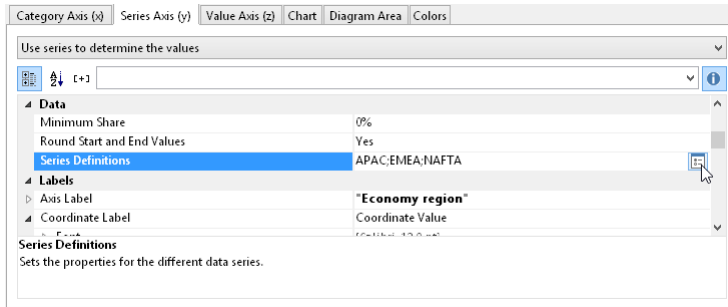 Category Axis {x} Series Axis {y} Value Axis {z} Chart Diagram Area Colors
Use series to determine the values
Data
Minimum Share 0%
Round Start and End Values Yes
Series Definitions APAC;EMEA;NAFTA
Labels
Axis Label "Economy region"
Coordinate Label Coordinate Value
Series Definitions
Sets the properties for the different data series.